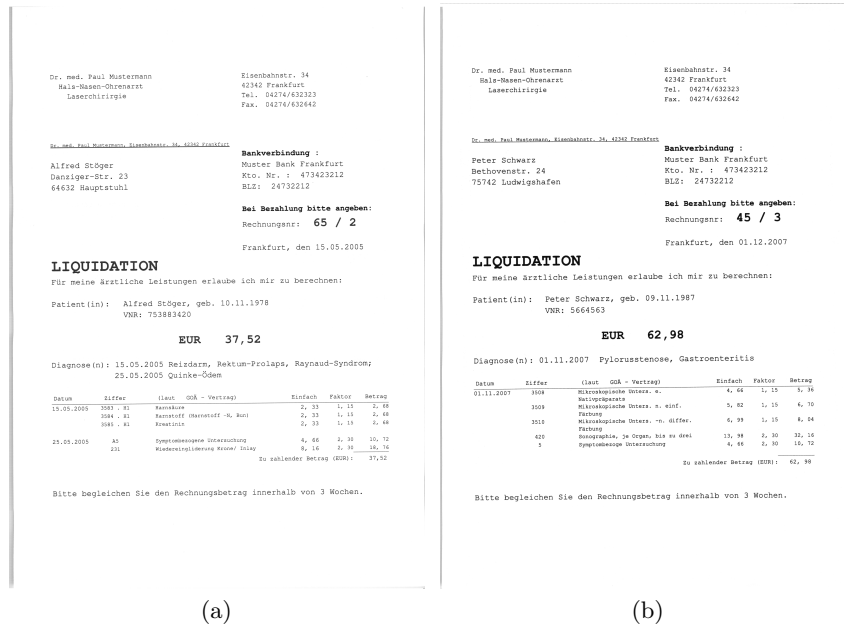 Dr. med. Paul Mustermann
Hals-Nasen-Ohrenarzt
Laserchirirgie
Eisenbahnstr. 34
42342 Frankfurt
Tel. 04274/632323
Fax. 04274/632642
Dr. med. Paul Mustermann, Eisenbahnstr. 34, 42342 Frankfurt
Alfred Stöger
Danziger-Str. 23
64632 Hauptstuhl
Bankverbindung :
Muster Bank Frankfurt
Kto. Nr. : 473423212
BLZ: 24732212
Bei Bezahlung bitte angeben:
Rechnungsnr: 65 / 2
Frankfurt, den 15.05.2005
LIQUIDATION
Für meine ärztliche Leistungen erlaube ich mir zu berechnen:
Patient(in): Alfred Stöger, geb. 10.11.1978
VNR: 753883420
EUR 37,52
Diagnose(n): 15.05.2005 Reizdarm, Rektum-Prolaps, Raynaud-Syndrom;
25.05.2005 Quinke-Ödem
Datum Ziffer (laut GOÄ - Vertrag) Einfach Faktor Betrag
15.05.2005 3583 . H1 Harnsäure 2, 33 1, 15 2, 68
3584 . H1 Harnstoff (Harnstoff -N, Bun) 2, 33 1, 15 2, 68
3585 . H1 Kreatinin 2, 33 1, 15 2, 68
25.05.2005 A5 Symptombezogene Untersuchung 4, 66 2, 30 10, 72
231 Wiedereingliderung Krone/ Inlay 8, 16 2, 30 18, 76
Zu zahlender Betrag (EUR): 37,52
Bitte begleichen Sie den Rechnungsbetrag innerhalb von 3 Wochen.
(a)
Dr. med. Paul Mustermann
Hals-Nasen-Ohrenarzt
Laserchirirgie
Eisenbahnstr. 34
42342 Frankfurt
Tel. 04274/632323
Fax. 04274/632642
Dr. med. Paul Mustermann, Eisenbahnstr. 34, 42342 Frankfurt
Peter Schwarz
Bethovenstr. 24
75742 Ludwigshafen
Bankverbindung :
Muster Bank Frankfurt
Kto. Nr. : 473423212
BLZ: 24732212
Bei Bezahlung bitte angeben:
Rechnungsnr: 45 / 3
Frankfurt, den 01.12.2007
LIQUIDATION
Für meine ärztliche Leistungen erlaube ich mir zu berechnen:
Patient(in): Peter Schwarz, geb. 09.11.1987
VNR: 5664563
EUR 62,98
Diagnose(n): 01.11.2007 Pylorusstenose, Gastroenteritis
Datum Ziffer (laut GOÄ - Vertrag) Einfach Faktor Betrag
01.11.2007 3508 Mikroskopische Unters. e. 4, 66 1, 15 5, 36
Nativpräparats
3509 Mikroskopische Unters. n. einf. 5, 82 1, 15 6, 70
Färbung
3510 Mikroskopische Unters. -n. differ. 6, 99 1, 15 8, 04
Färbung
420 Sonographie, je Organ, bis zu drei 13, 98 2, 30 32, 16
5 Symptombezoge Untersuchung 4, 66 2, 30 10, 72
Zu zahlender Betrag (EUR): 62, 98
Bitte begleichen Sie den Rechnungsbetrag innerhalb von 3 Wochen.
(b)